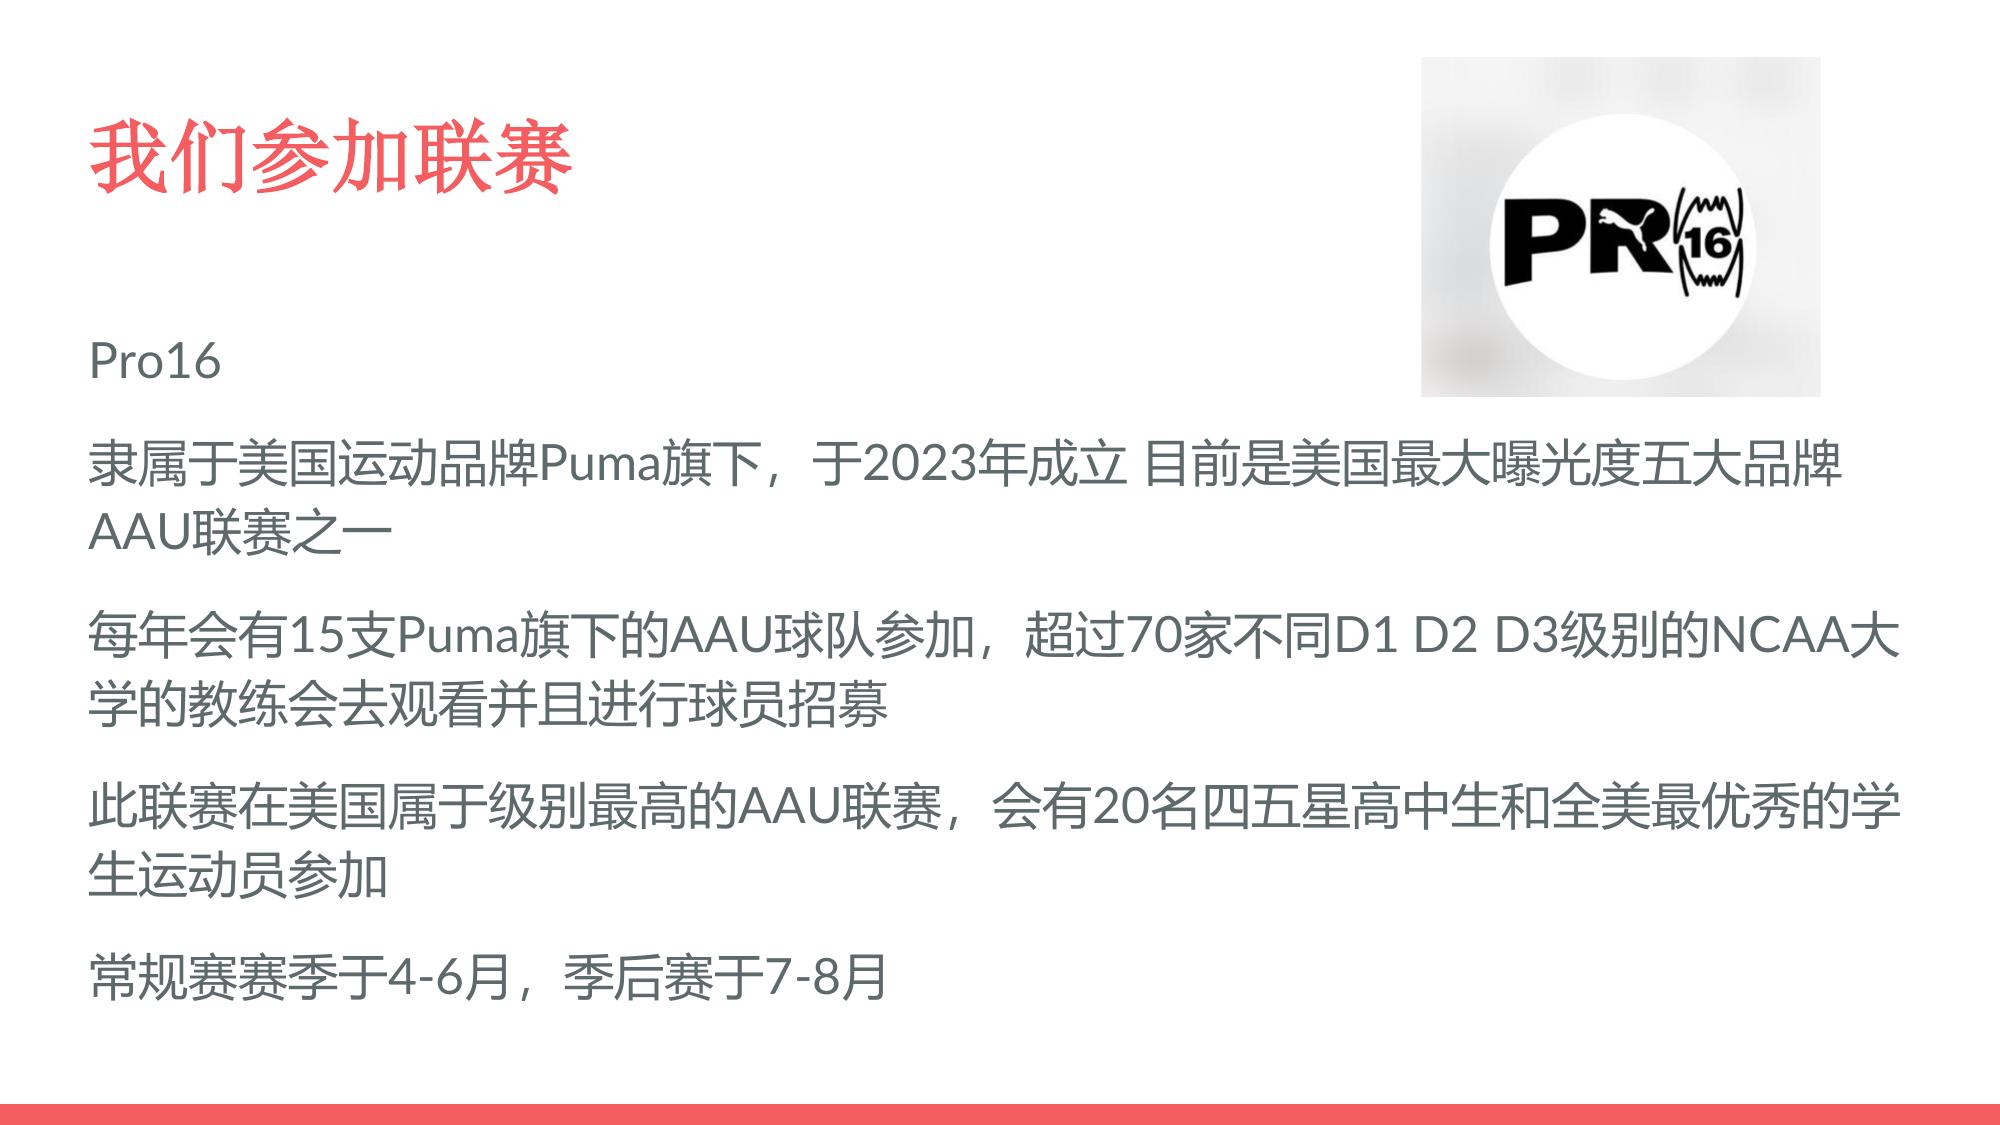 我们参加联赛
PR
16
Pro16
隶属于美国运动品牌Puma旗下，于2023年成立 目前是美国最大曝光度五大品牌
AAU联赛之一
每年会有15支Puma旗下的AAU球队参加，超过70家不同D1 D2 D3级别的NCAA大
学的教练会去观看并且进行球员招募
此联赛在美国属于级别最高的AAU联赛，会有20名四五星高中生和全美最优秀的学
生运动员参加
常规赛赛季于4-6月，季后赛于7-8月